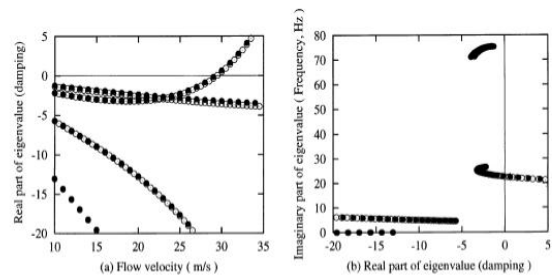 5
0
-5
-10
-15
-20
10 15 20 25 30 35
Real part of eigenvalue (damping)
(a) Flow velocity ( m/s )
80
70
60
50
40
30
20
10
0
-20 -15 -10 -5 0 5
Imaginary part of eigenvalue ( Frequency, Hz )
(b) Real part of eigenvalue (damping )